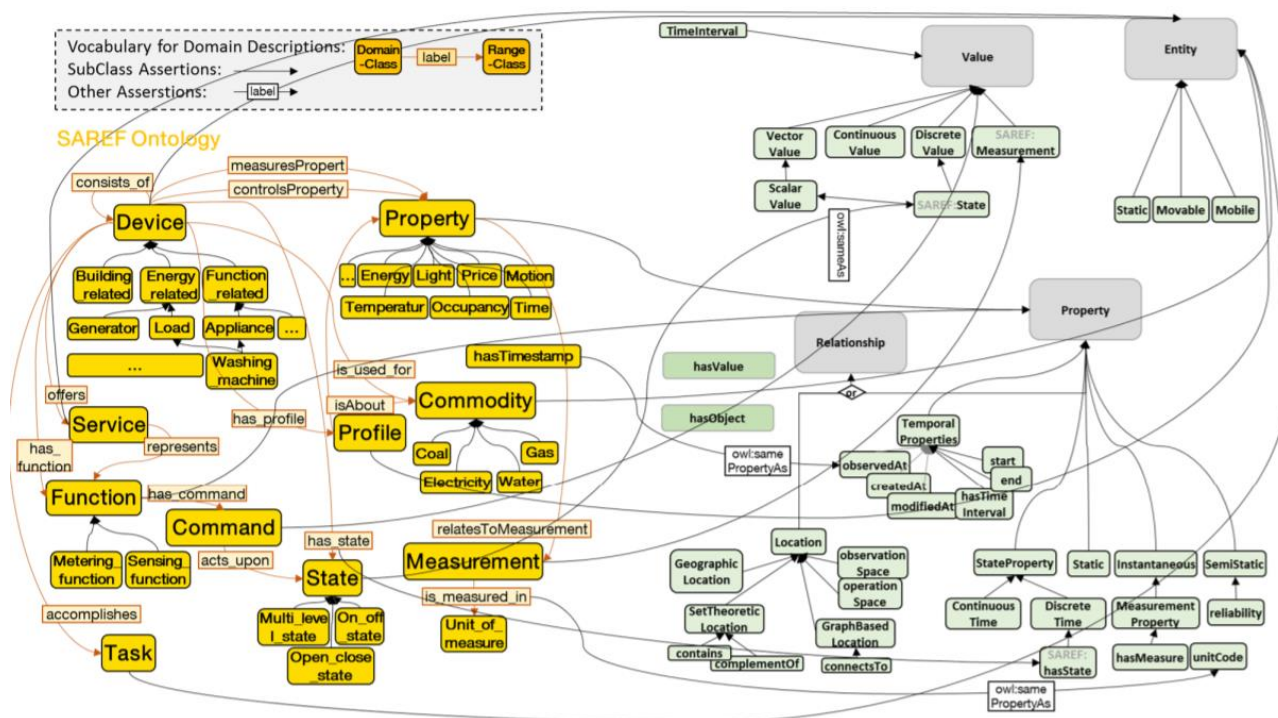 Vocabulary for Domain Descriptions:
Domain
-Class
label
Range
-Class
SubClass Assertions:
Other Asserstions:
label
SAREF Ontology
TimeInterval
Value
Entity
Vector
Value
Continuous
Value
Discrete
Value
SAREF:
Measurement
Scalar
Value
SAREF:State
owl:sameAs
Static
Movable
Mobile
measuresPropert
consists_of
controlsProperty
Device
Property
Building
_related
Energy
_related
Function
_related
...
Energy
Light
Price
Motion
Temperatur
Occupancy
Time
Generator
Load
Appliance
...
...
Washing
_machine
hasTimestamp
Relationship
Property
hasValue
hasObject
or
is_used_for
offers
Service
has_profile
isAbout
Commodity
Profile
represents
has_
function
Coal
Gas
Electricity
Water
owl:same
PropertyAs
Temporal
Properties
observedAt
createdAt
modifiedAt
start
end
hasTime
Interval
Function
has_command
Command
has_state
relatesToMeasurement
Metering
_function
Sensing_
function
acts_upon
State
Measurement
is_measured_in
Multi_leve
l_state
On_off
_state
Open_close
_state
Unit_of_
measure
accomplishes
Task
Location
Geographic
Location
observation
Space
operation
Space
SetTheoretic
Location
GraphBased
Location
contains
complementOf
connectsTo
StateProperty
Static
Instantaneous
SemiStatic
Continuous
Time
Discrete
Time
Measurement
Property
reliability
SAREF:
hasState
hasMeasure
unitCode
owl:same
PropertyAs